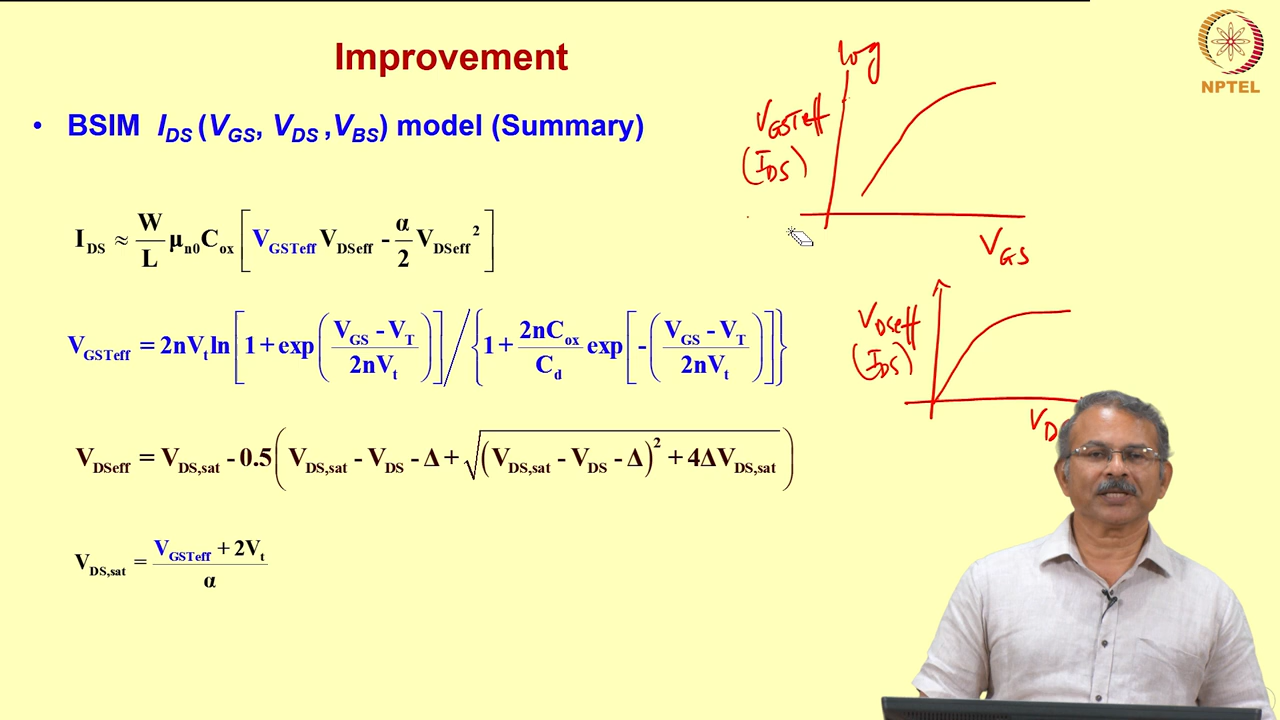 Improvement
• BSIM I_DS (V_GS, V_DS ,V_BS) model (Summary)
I_DS ≈ W/L μ_n0 C_ox [ V_GSTeff V_DSeff - α/2 V_DSeff ² ]
V_GSTeff = 2nV_t ln [ 1 + exp ( (V_GS - V_T) / 2nV_t ) ] / { 1 + 2nC_ox/C_d exp [ - ( (V_GS - V_T) / 2nV_t ) ] }
V_DSeff = V_DS,sat - 0.5 ( V_DS,sat - V_DS - Δ + √( (V_DS,sat - V_DS - Δ)² + 4ΔV_DS,sat ) )
V_DS,sat = (V_GSTeff + 2V_t) / α
log
V_GSTeff
(I_DS)
V_GS
V_DSeff
(I_DS)
V_D
NPTEL